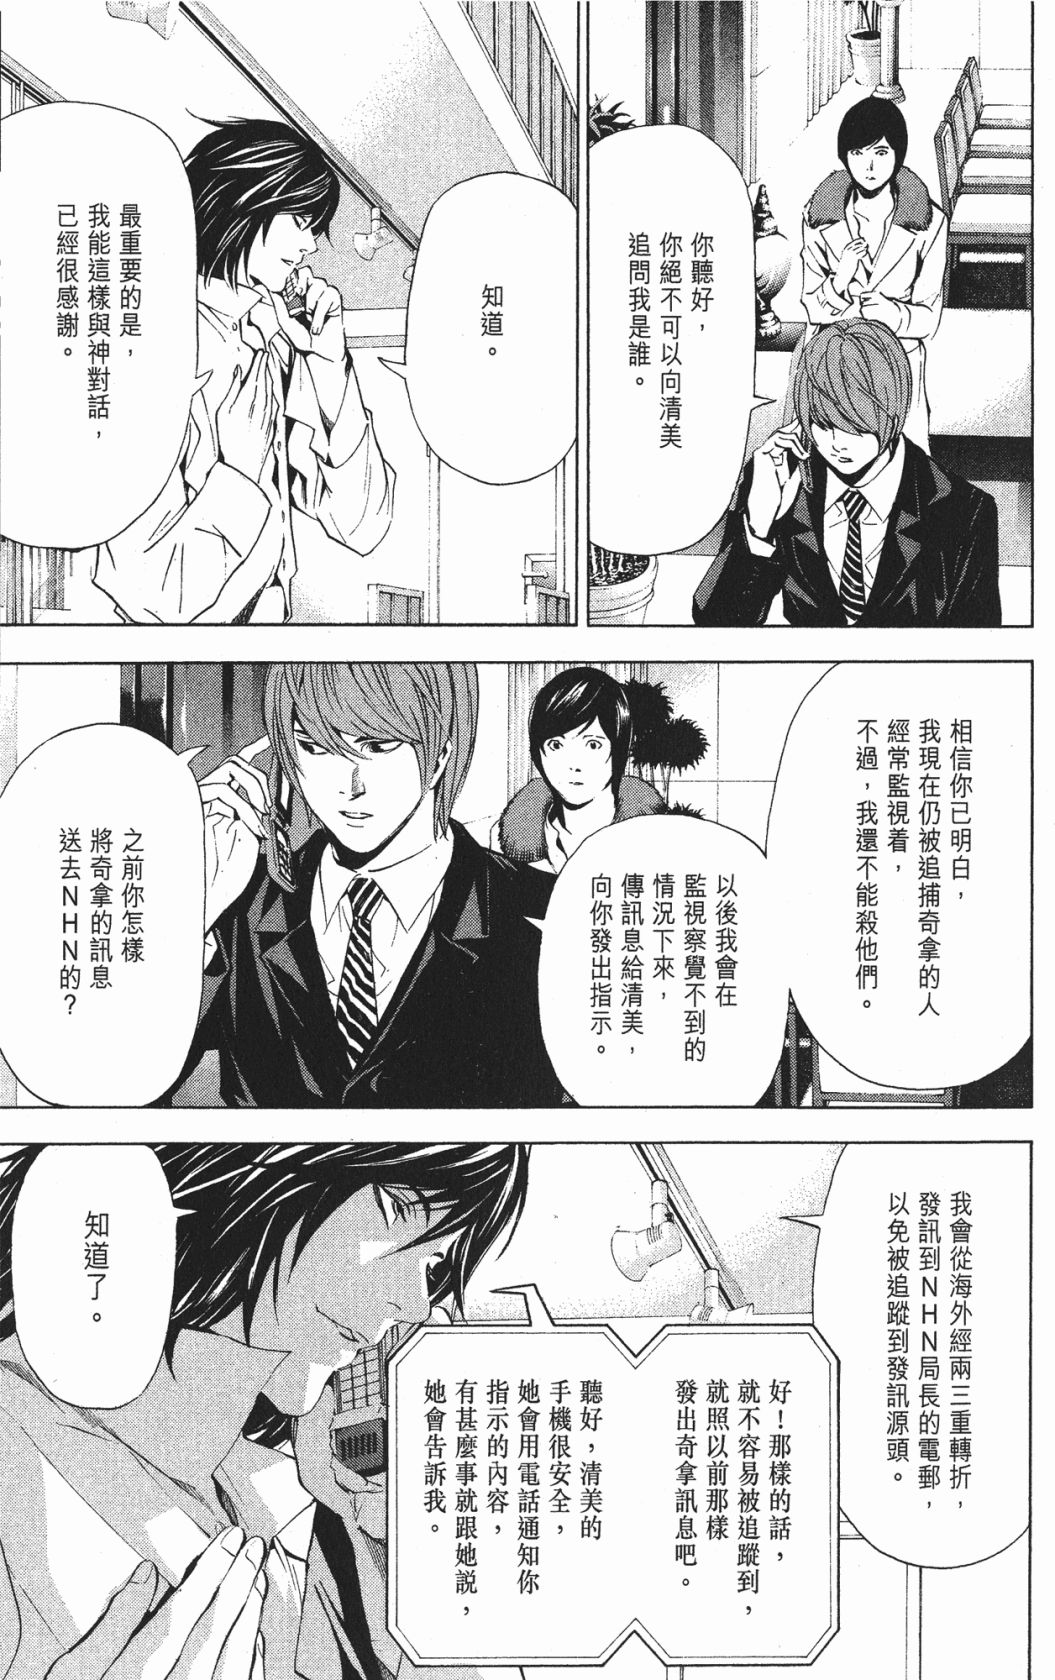 你聽好，
你絕不可以向清美
追問我是誰。
知道。
最重要的是，
我能這樣與神對話，
已經很感謝。
相信你已明白，
我現在仍被追捕奇拿的人
經常監視着，
不過，我還不能殺他們。
以後我會在
監視察覺不到的
情況下來，
傳訊息給清美，
向你發出指示。
之前你怎樣
將奇拿的訊息
送去NHN的？
我會從海外經兩三重轉折，
發訊到NHN局長的電郵，
以免被追蹤到發訊源頭。
好！那樣的話，
就不容易被追蹤到，
就照以前那樣
發出奇拿訊息吧。
聽好，清美的
手機很安全，
她會用電話通知你
指示的內容，
有甚麼事就跟她說，
她會告訴我。
知道了。